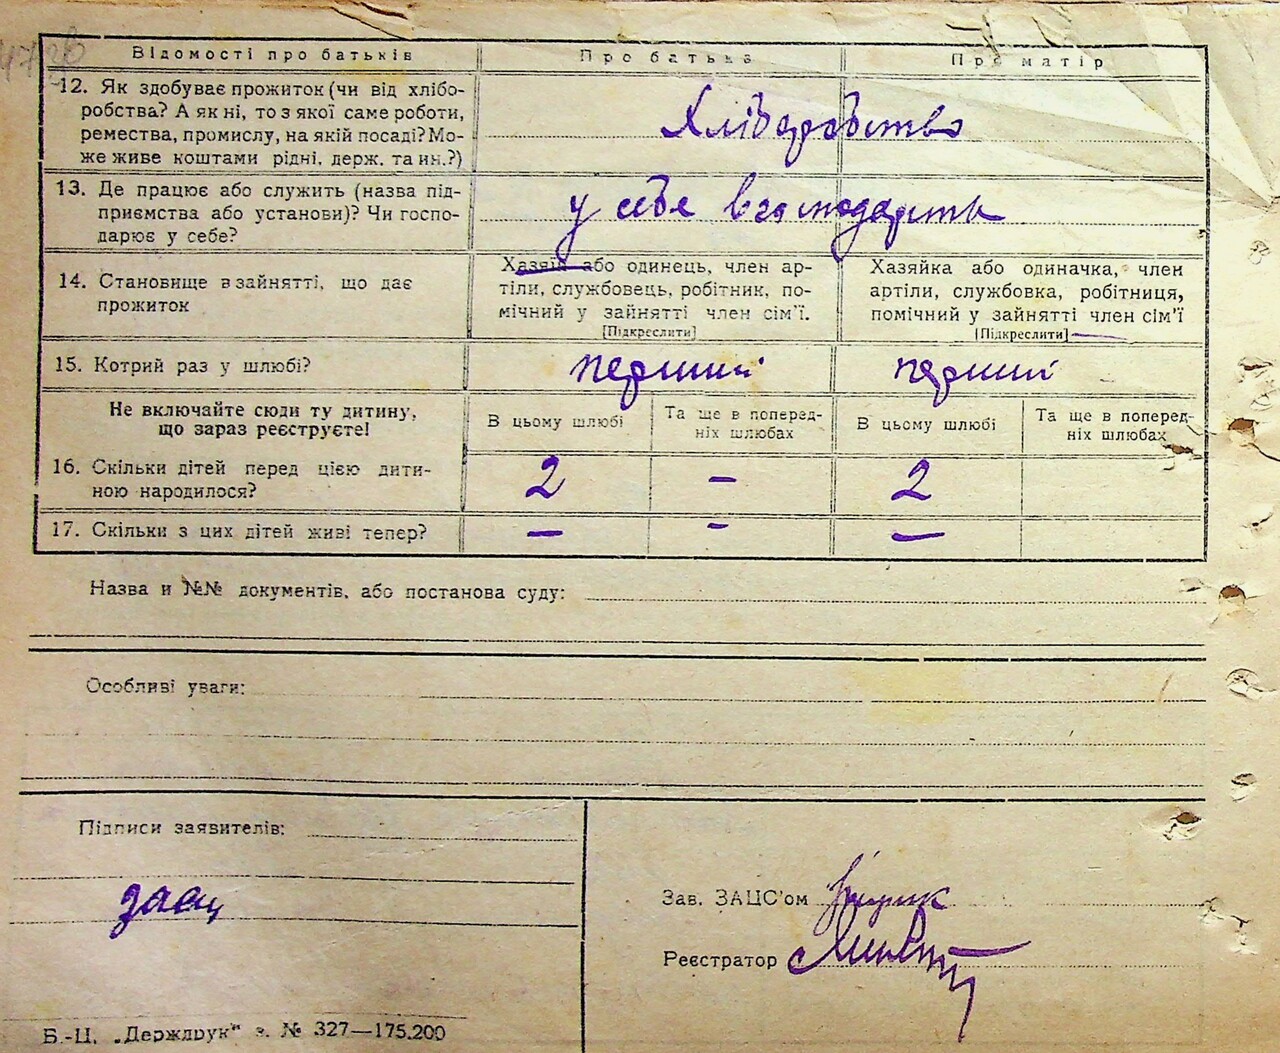 Відомості про батьків Про батька Про матір
12. Як здобуває прожиток (чи від хлібо-
робства? А як ні, то з якої саме роботи,
ремества, промислу, на якій посаді? Мо-
же живе коштами рідні, держ. та ин.?)
Хліборобство
13. Де працює або служить (назва під-
приємства або установи)? Чи госпо-
дарює у себе?
у себе в господарстві
14. Становище в зайнятті, що дає
прожиток
Хазяїн або одинець, член ар-
тіли, службовець, робітник, по-
мічний у зайнятті член сім'ї.
[Підкреслити]
Хазяйка або одиначка, член
артіли, службовка, робітниця,
помічний у зайнятті член сім'ї
[Підкреслити]
15. Котрий раз у шлюбі? перший перший
Не включайте сюди ту дитину,
що зараз реєструєте!
В цьому шлюбі
Та ще в поперед-
ніх шлюбах
В цьому шлюбі
Та ще в поперед-
ніх шлюбах
16. Скільки дітей перед цією дити-
ною народилося?
2 – 2
17. Скільки з цих дітей живі тепер? – – –
Назва и №№ документів, або постанова суду:
Особливі уваги:
Підписи заявителів:
Зав. ЗАЦС'ом
Реєстратор
Б.-Ц. „Держдрук" з. № 327—175.200